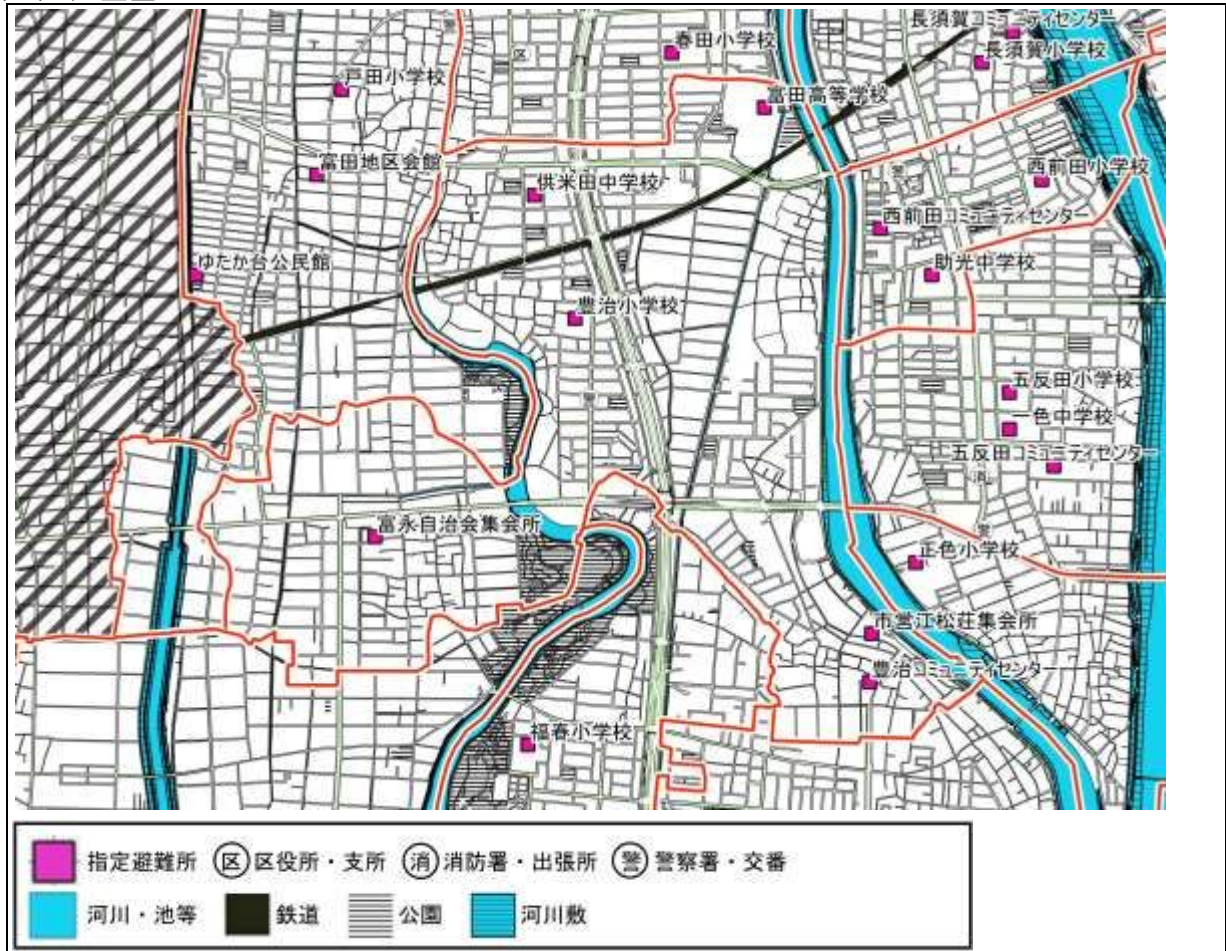 長須賀コミュニティセンター
春田小学校
長須賀小学校
区
戸田小学校
富田高等学校
富田地区会館
供米田中学校
西前田小学校
西前田コミュニティセンター
ゆたか台公民館
助光中学校
豊治小学校
五反田小学校
一色中学校
五反田コミュニティセンター
消
富永自治会集会所
警
正色小学校
市営江松荘集会所
豊治コミュニティセンター
福春小学校
指定避難所 区 区役所・支所 消 消防署・出張所 警 警察署・交番
河川・池等 鉄道 公園 河川敷